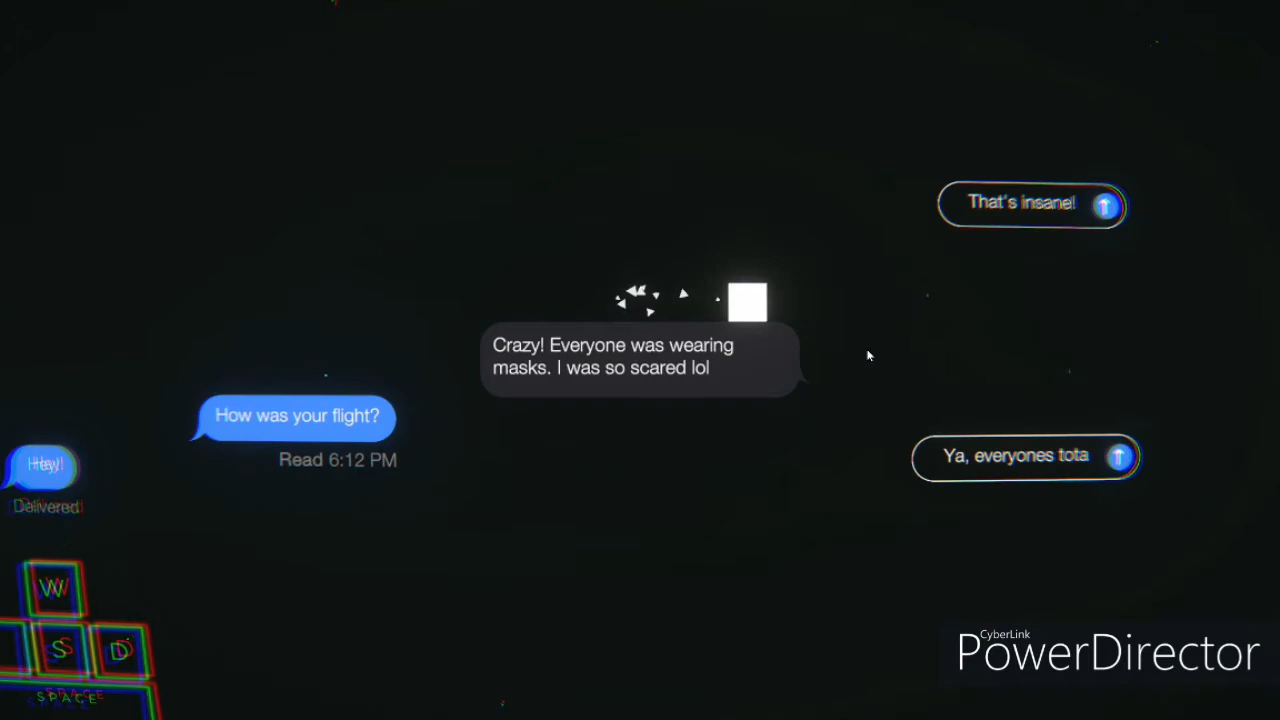 That's insane!
Crazy! Everyone was wearing
masks. I was so scared lol
How was your flight?
Read 6:12 PM
Hey!
Delivered
Ya, everyones tota
W
S D
SPACE
CyberLink
PowerDirector